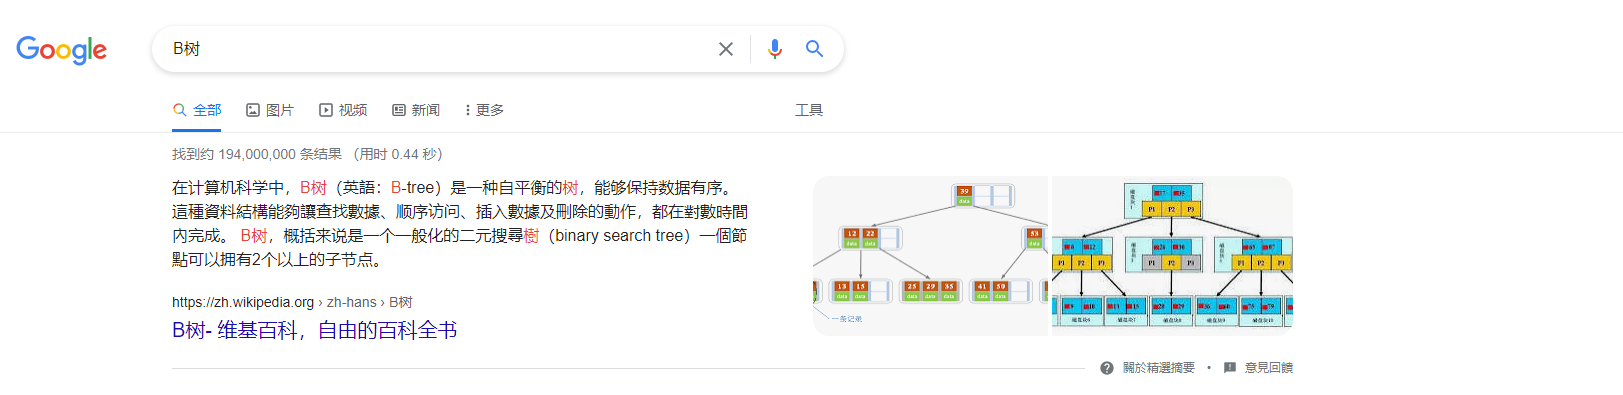 Google
B树
全部 图片 视频 新闻 更多 工具
找到约 194,000,000 条结果 （用时 0.44 秒）
在计算机科学中，B树（英語：B-tree）是一种自平衡的树，能够保持数据有序。
這種資料結構能夠讓查找數據、顺序访问、插入數據及刪除的動作，都在對數時間
内完成。 B树，概括来说是一个一般化的二元搜尋樹（binary search tree）一個節
點可以拥有2个以上的子节点。
https://zh.wikipedia.org › zh-hans › B树
B树- 维基百科，自由的百科全书
39
data
12 22
data data
53
13 15
data data
25 29 35
data data data
41 50
data data
一条记录
P1 P2 P3
P1 P2 P3
P1 P2 P3
P1 P2 P3
關於精選摘要 • 意見回饋